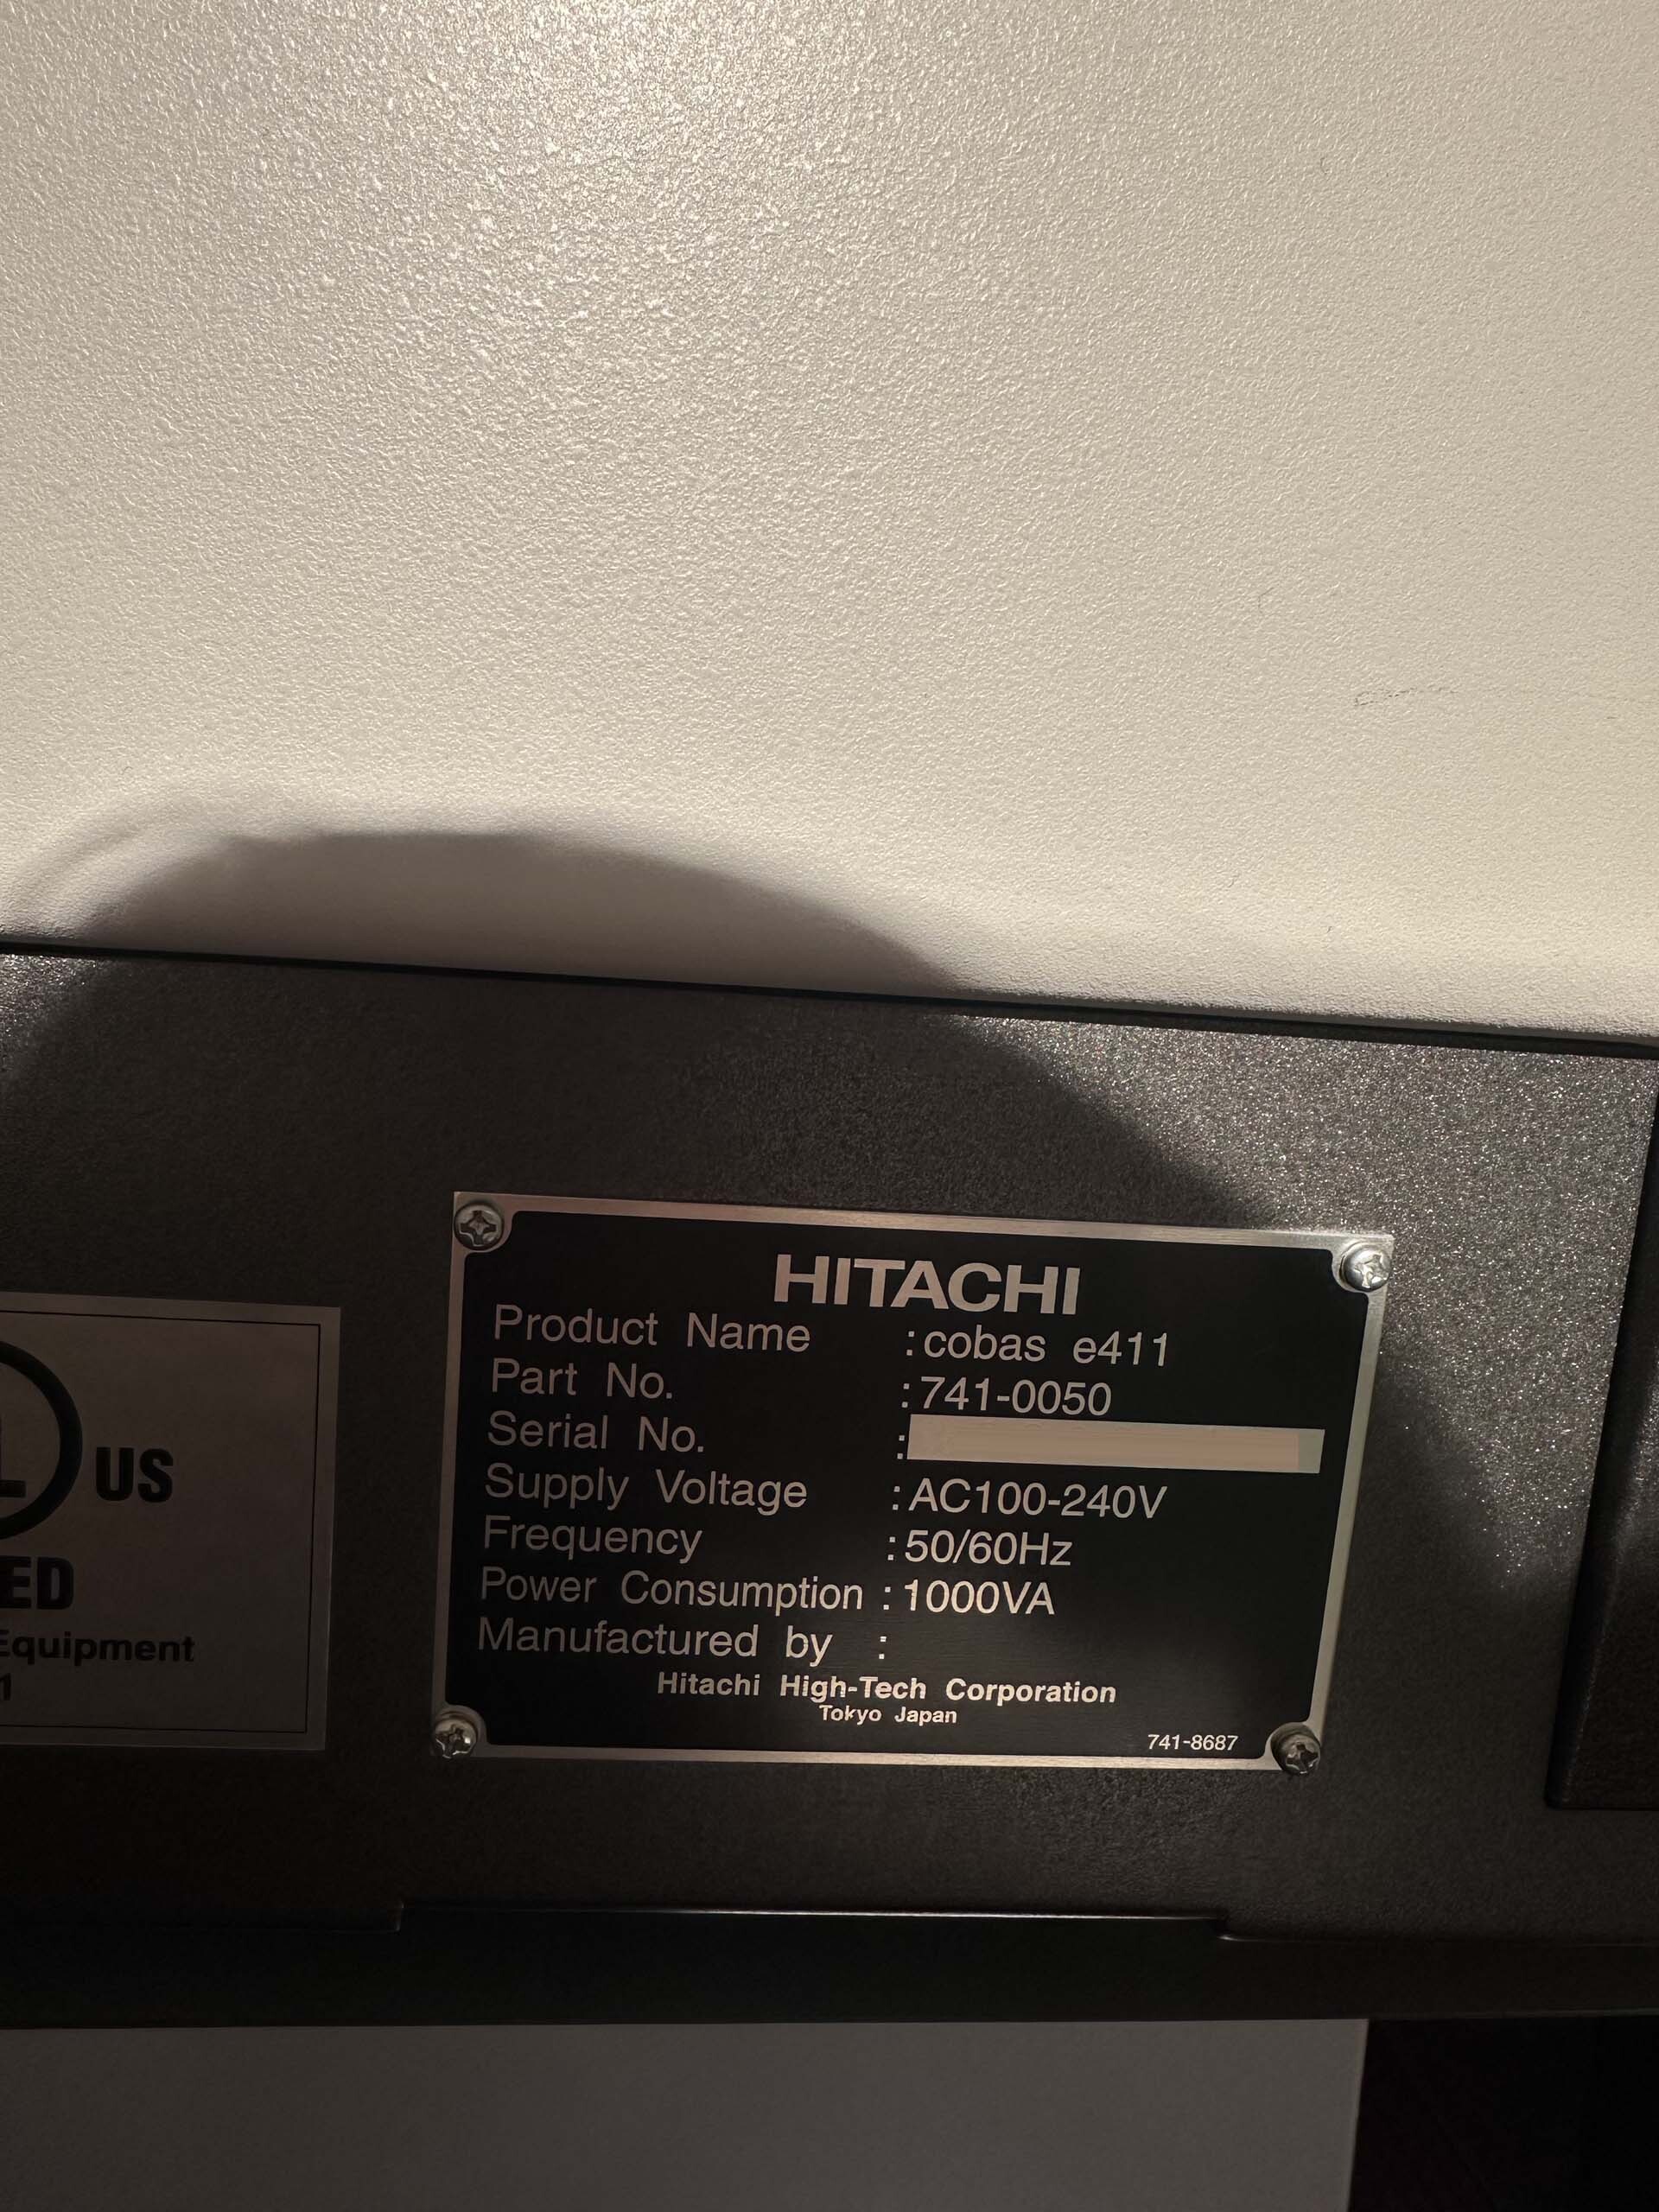 HITACHI
Product Name :cobas e411
Part No. :741-0050
Serial No. :
Supply Voltage :AC100-240V
Frequency :50/60Hz
Power Consumption :1000VA
Manufactured by :
Hitachi High-Tech Corporation
Tokyo Japan
741-8687
US
ED
Equipment
1